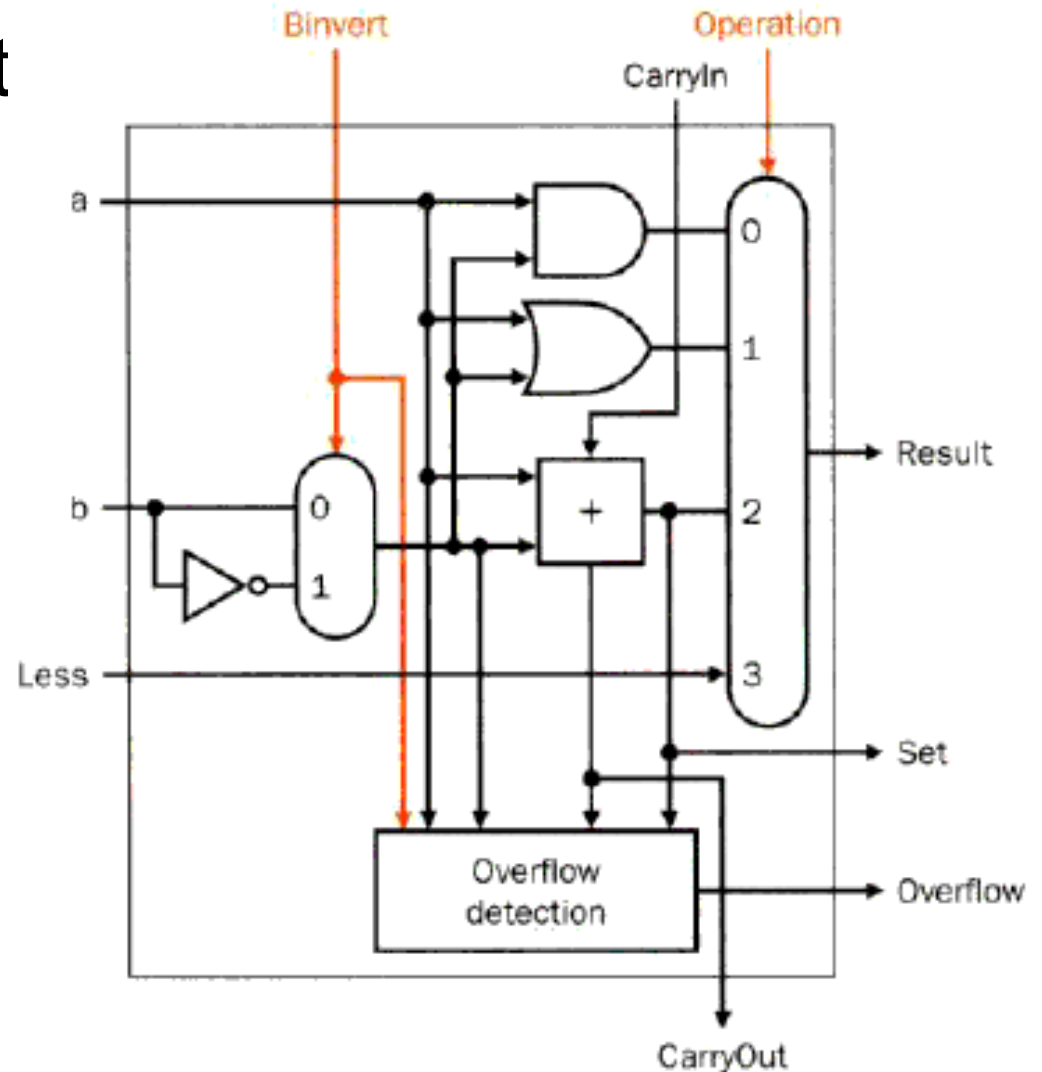 t
Binvert
Operation
CarryIn
a
0
1
b
0
+
2
Result
1
Less
3
Set
Overflow
detection
Overflow
CarryOut